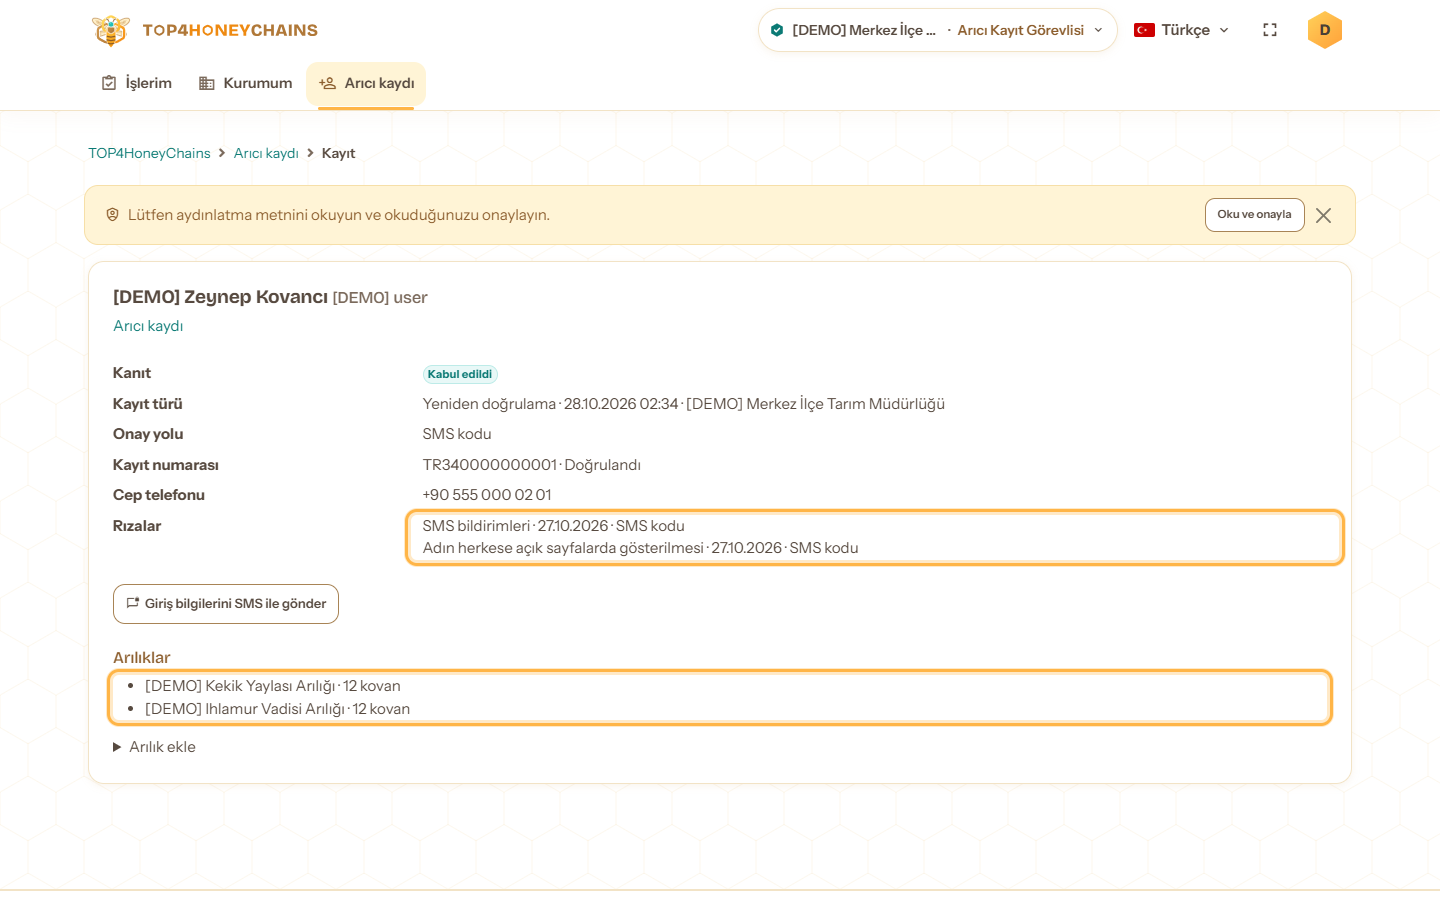 TOP4HONEYCHAINS
[DEMO] Merkez İlçe ... · Arıcı Kayıt Görevlisi
Türkçe
D
İşlerim
Kurumum
Arıcı kaydı
TOP4HoneyChains > Arıcı kaydı > Kayıt
Lütfen aydınlatma metnini okuyun ve okuduğunuzu onaylayın.
Oku ve onayla
[DEMO] Zeynep Kovancı [DEMO] user
Arıcı kaydı
Kanıt Kabul edildi
Kayıt türü Yeniden doğrulama · 28.10.2026 02:34 · [DEMO] Merkez İlçe Tarım Müdürlüğü
Onay yolu SMS kodu
Kayıt numarası TR340000000001 · Doğrulandı
Cep telefonu +90 555 000 02 01
Rızalar SMS bildirimleri · 27.10.2026 · SMS kodu
Adın herkese açık sayfalarda gösterilmesi · 27.10.2026 · SMS kodu
Giriş bilgilerini SMS ile gönder
Arılıklar
• [DEMO] Kekik Yaylası Arılığı · 12 kovan
• [DEMO] Ihlamur Vadisi Arılığı · 12 kovan
Arılık ekle